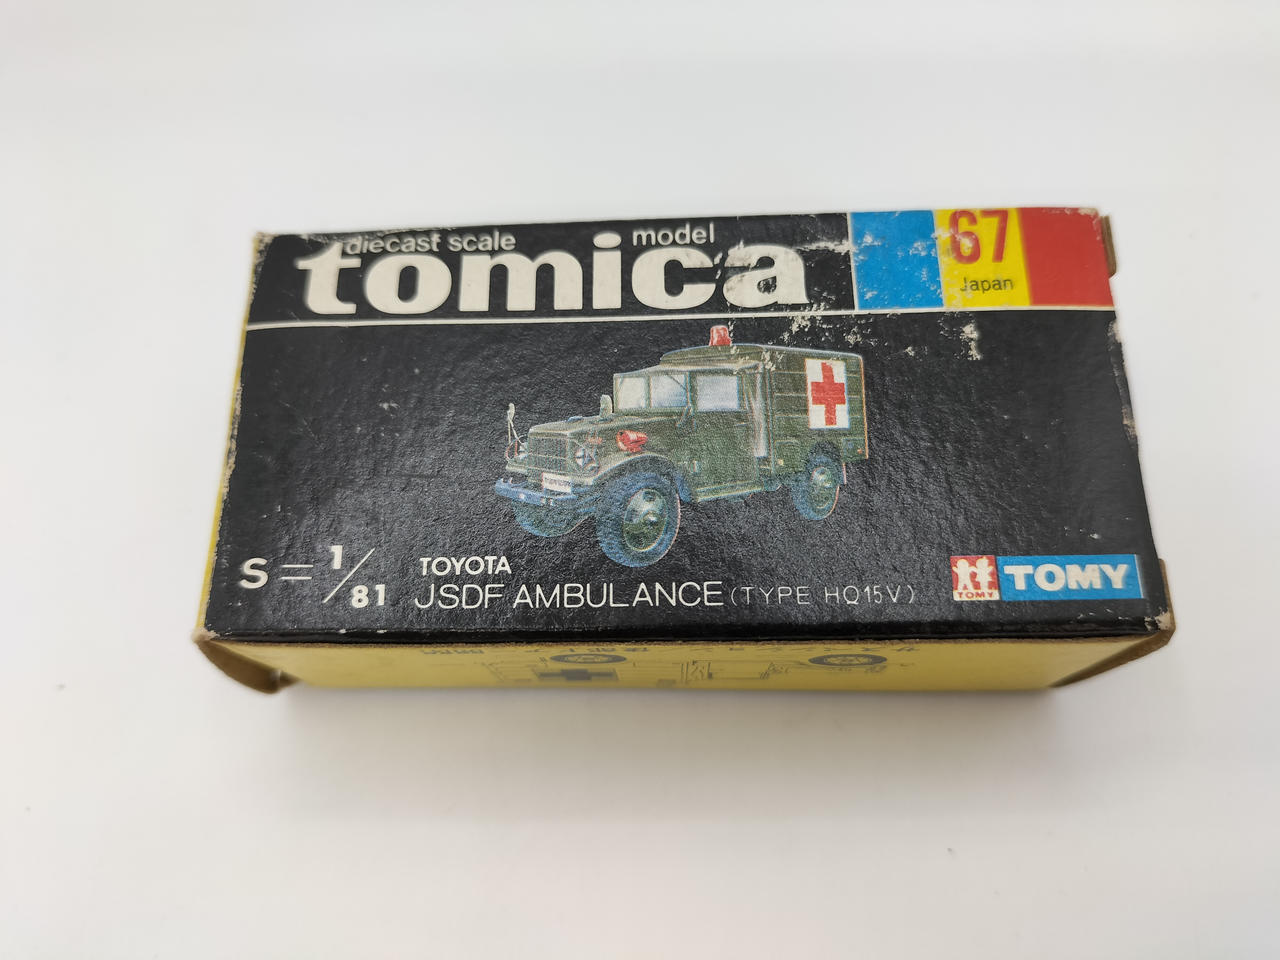 diecast scale model
tomica
67
Japan
S = 1/81
TOYOTA
JSDF AMBULANCE (TYPE HQ15V)
TOMY
TOMY